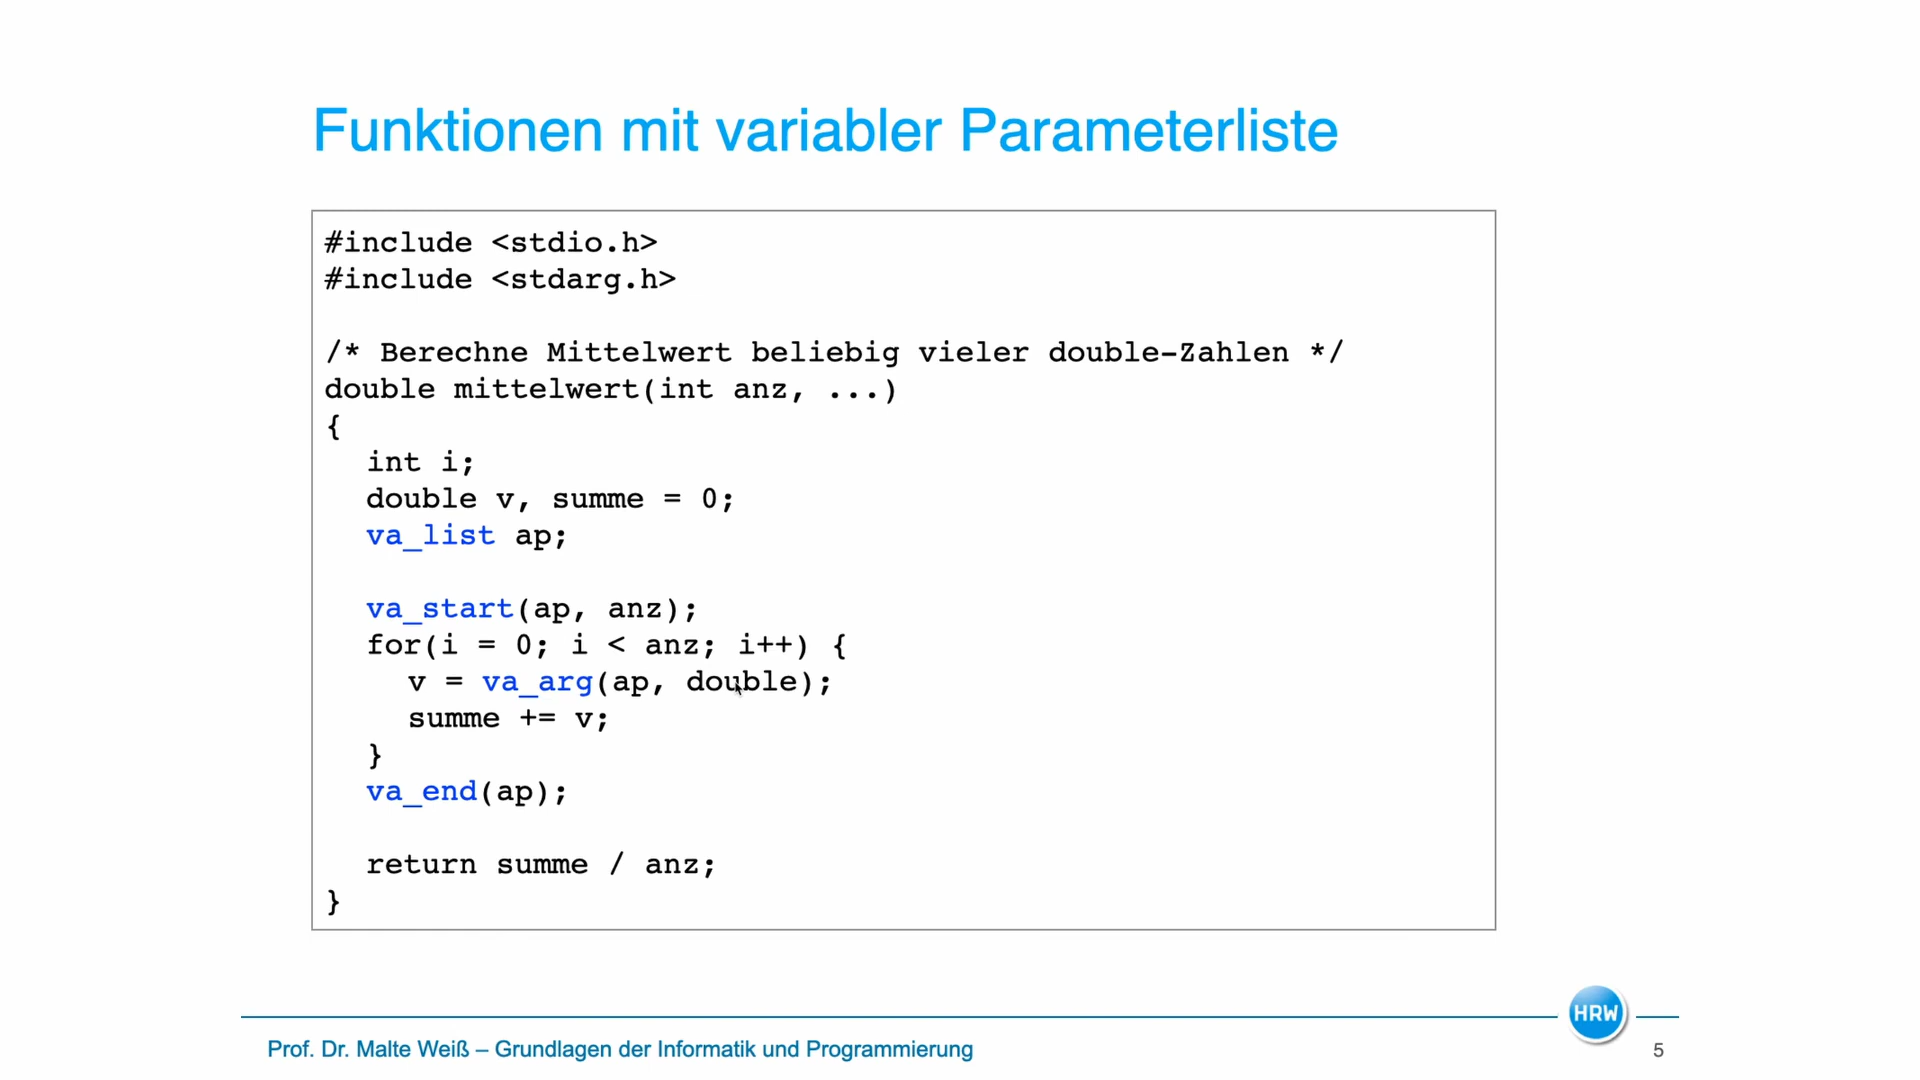 Funktionen mit variabler Parameterliste
#include <stdio.h>
#include <stdarg.h>
/* Berechne Mittelwert beliebig vieler double-Zahlen */
double mittelwert(int anz, ...)
{
int i;
double v, summe = 0;
va_list ap;
va_start(ap, anz);
for(i = 0; i < anz; i++) {
v = va_arg(ap, double);
summe += v;
}
va_end(ap);
return summe / anz;
}
HRW
Prof. Dr. Malte Weiß – Grundlagen der Informatik und Programmierung
5